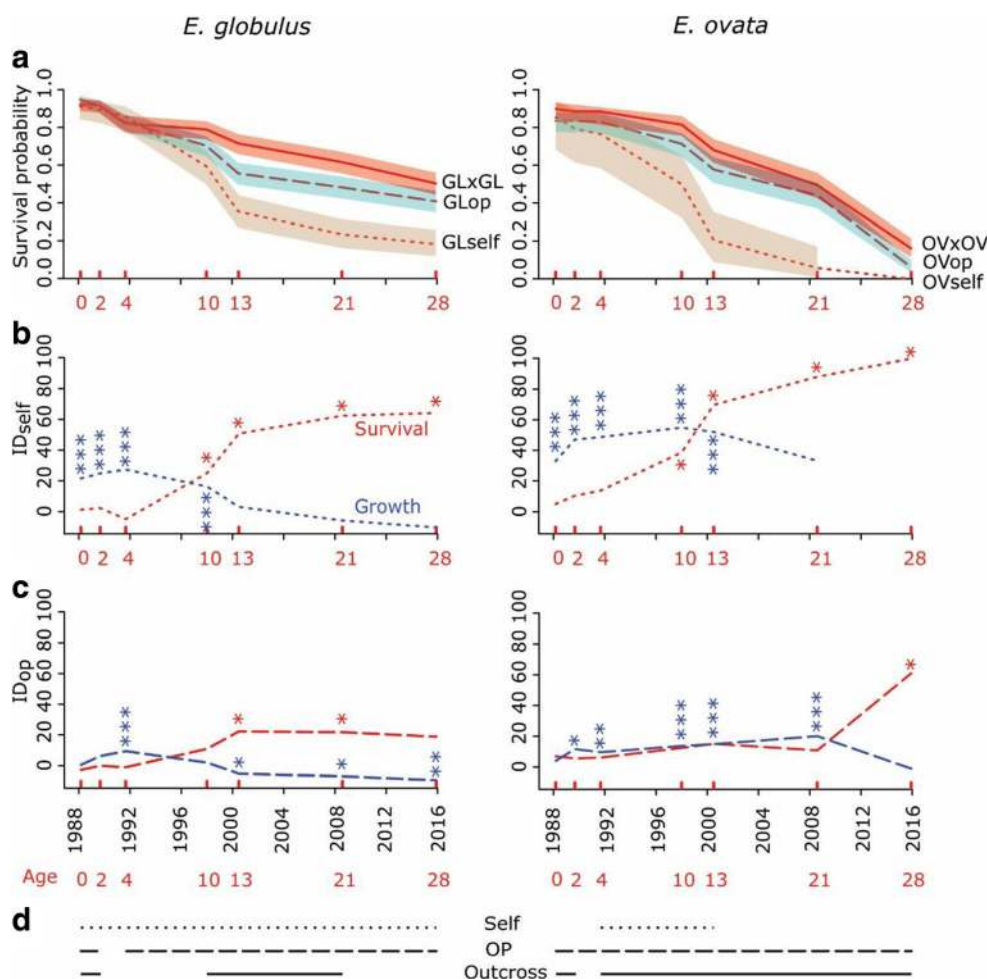 E. globulus
E. ovata
a
Survival probability
0.0 0.2 0.4 0.6 0.8 1.0
GLxGL
GLop
GLself
0 2 4 10 13 21 28
0.0 0.2 0.4 0.6 0.8 1.0
OVxOV
OVop
OVself
0 2 4 10 13 21 28
b
IDself
0 20 40 60 80 100
Survival
Growth
0 2 4 10 13 21 28
0 20 40 60 80 100
0 2 4 10 13 21 28
c
IDop
0 20 40 60 80 100
1988 1992 1996 2000 2004 2008 2012 2016
0 20 40 60 80 100
1988 1992 1996 2000 2004 2008 2012 2016
Age 0 2 4 10 13 21 28
0 2 4 10 13 21 28
d
Self
OP
Outcross